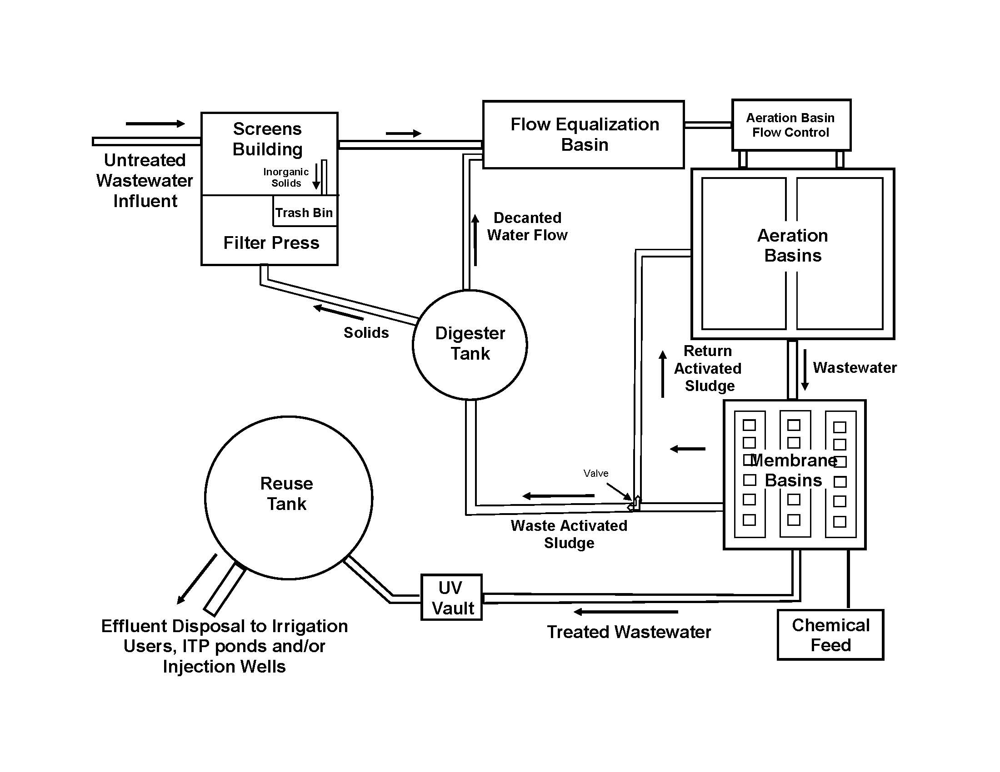 Screens
Building
Flow Equalization
Basin
Aeration Basin
Flow Control
Untreated
Wastewater
Influent
Inorganic
Solids
Trash Bin
Filter Press
Decanted
Water Flow
Aeration
Basins
Solids
Digester
Tank
Return
Activated
Sludge
Wastewater
Membrane
Basins
Valve
Reuse
Tank
Waste Activated
Sludge
UV
Vault
Treated Wastewater
Chemical
Feed
Effluent Disposal to Irrigation
Users, ITP ponds and/or
Injection Wells